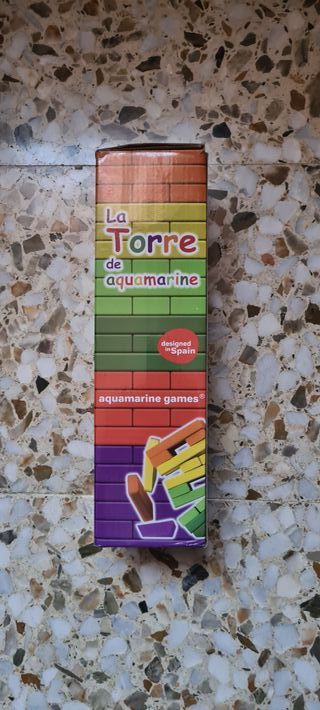 La
Torre
de
aquamarine
designed
in Spain
aquamarine games®